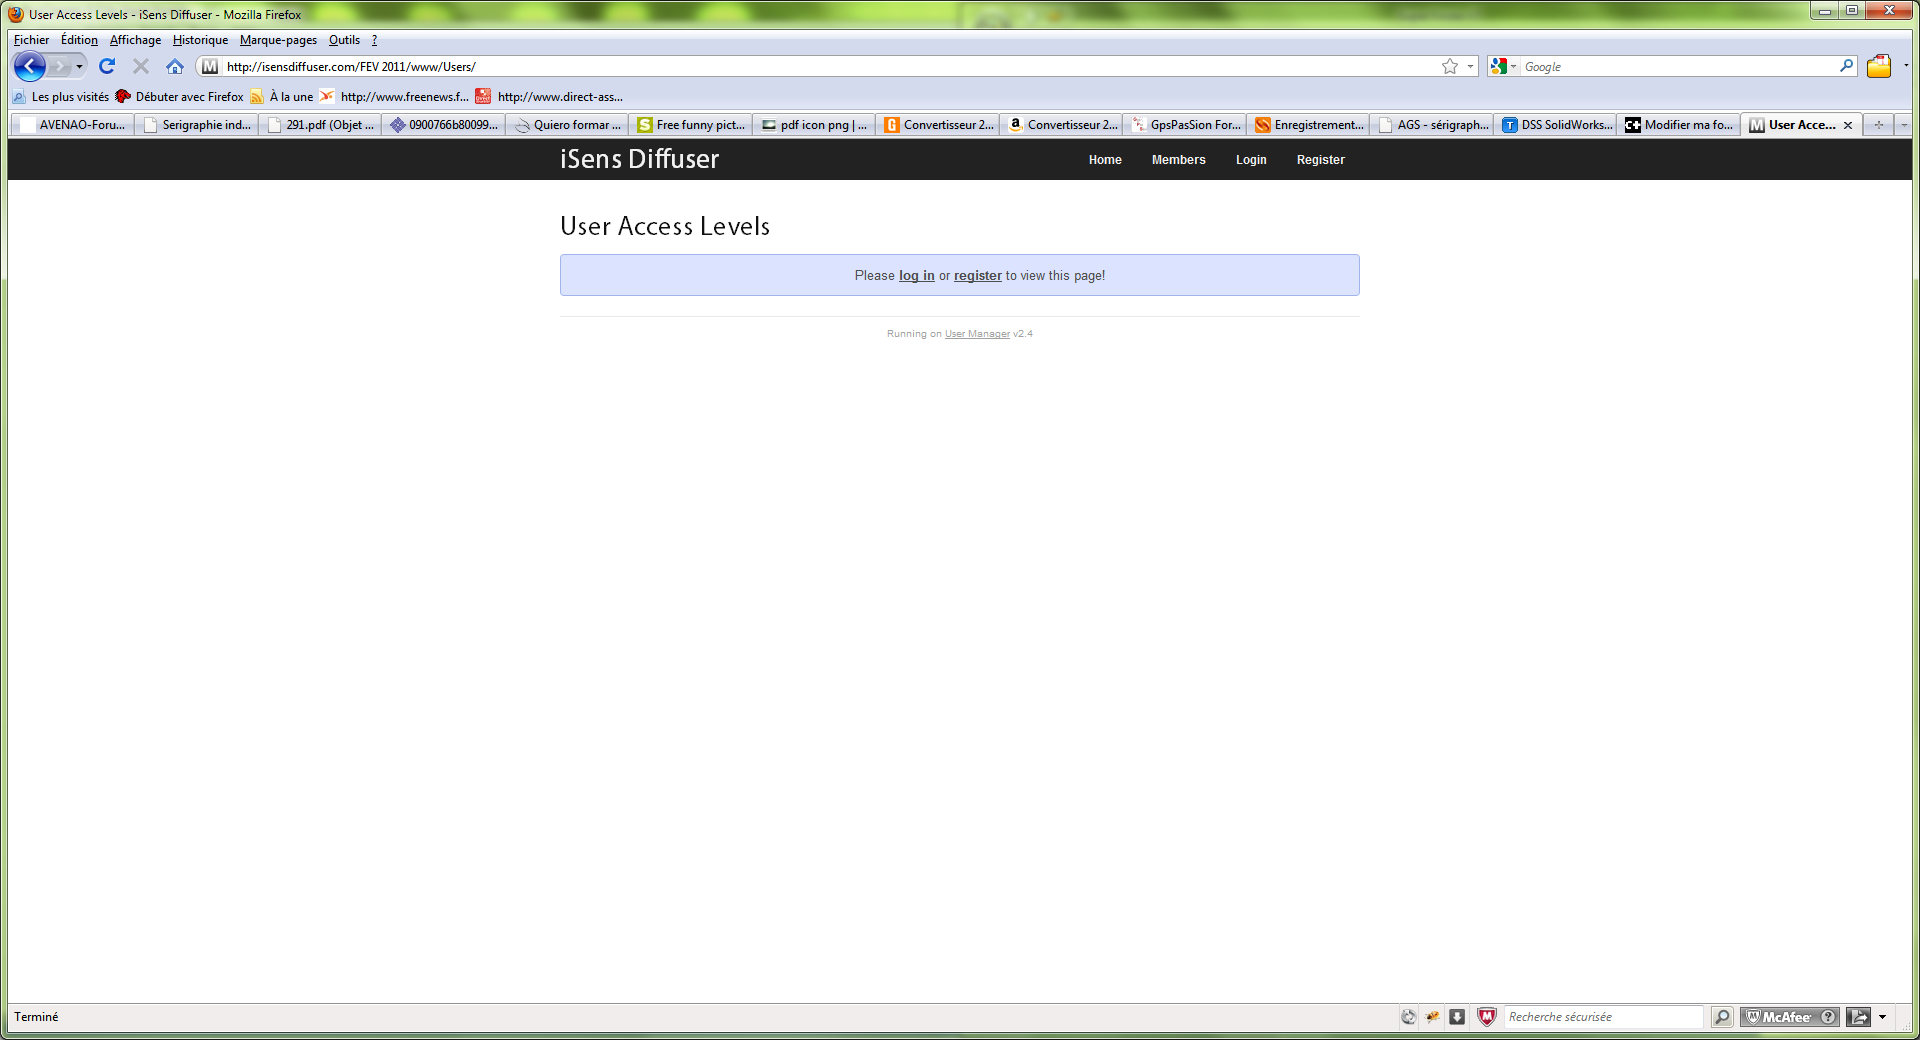 User Access Levels - iSens Diffuser - Mozilla Firefox
Fichier Édition Affichage Historique Marque-pages Outils ?
http://isensdiffuser.com/FEV 2011/www/Users/ Google
Les plus visités Débuter avec Firefox À la une http://www.freenews.f... http://www.direct-ass...
AVENAO-Foru... Serigraphie ind... 291.pdf (Objet ... 0900766b80099... Quiero formar ... Free funny pict... pdf icon png | ... Convertisseur 2... Convertisseur 2... GpsPasSion For... Enregistrement... AGS - sérigraph... DSS SolidWorks... Modifier ma fo... User Acce...
iSens Diffuser Home Members Login Register
User Access Levels
Please log in or register to view this page!
Running on User Manager v2.4
Terminé Recherche sécurisée McAfee ?